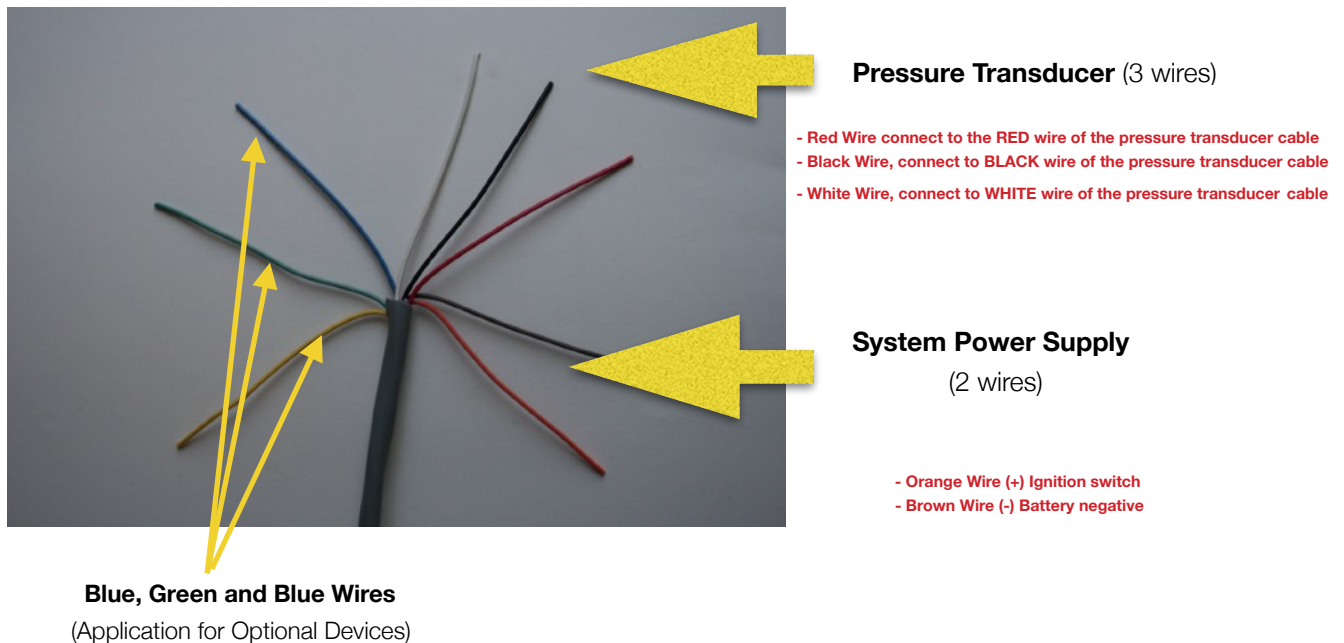 Pressure Transducer (3 wires)
- Red Wire connect to the RED wire of the pressure transducer cable
- Black Wire, connect to BLACK wire of the pressure transducer cable
- White Wire, connect to WHITE wire of the pressure transducer cable
System Power Supply
(2 wires)
- Orange Wire (+) Ignition switch
- Brown Wire (-) Battery negative
Blue, Green and Blue Wires
(Application for Optional Devices)